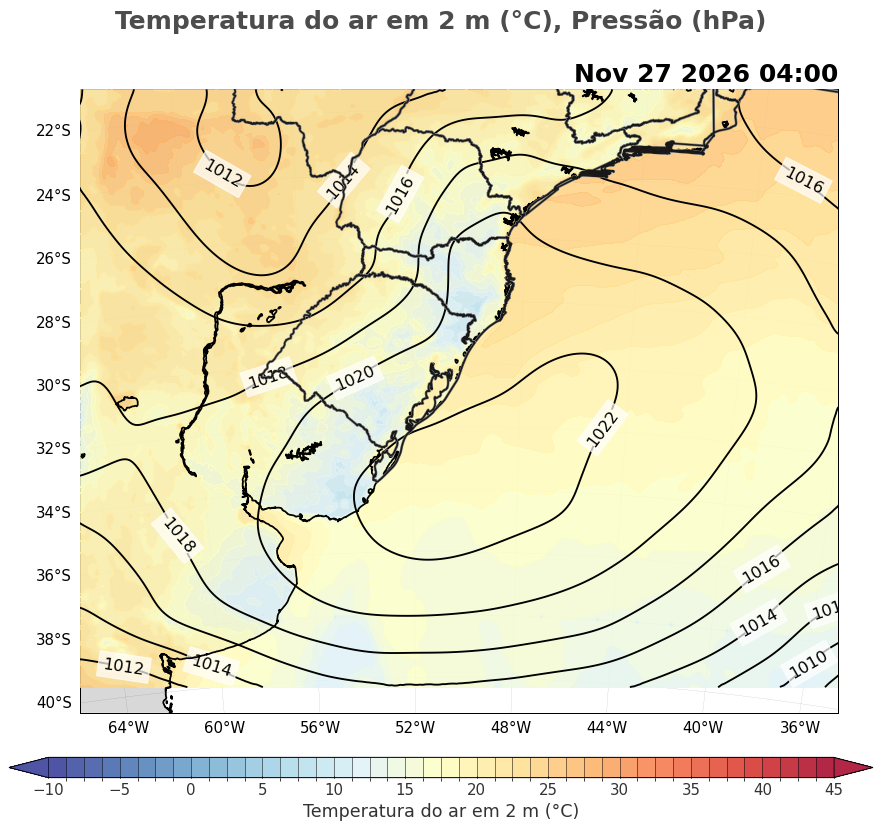 Temperatura do ar em 2 m (°C), Pressão (hPa)
Nov 27 2026 04:00
22°S
24°S
26°S
28°S
30°S
32°S
34°S
36°S
38°S
40°S
1012
1014
1016
1016
1018
1020
1022
1018
1016
1014
1012
1014
1010
64°W 60°W 56°W 52°W 48°W 44°W 40°W 36°W
−10 −5 0 5 10 15 20 25 30 35 40 45
Temperatura do ar em 2 m (°C)